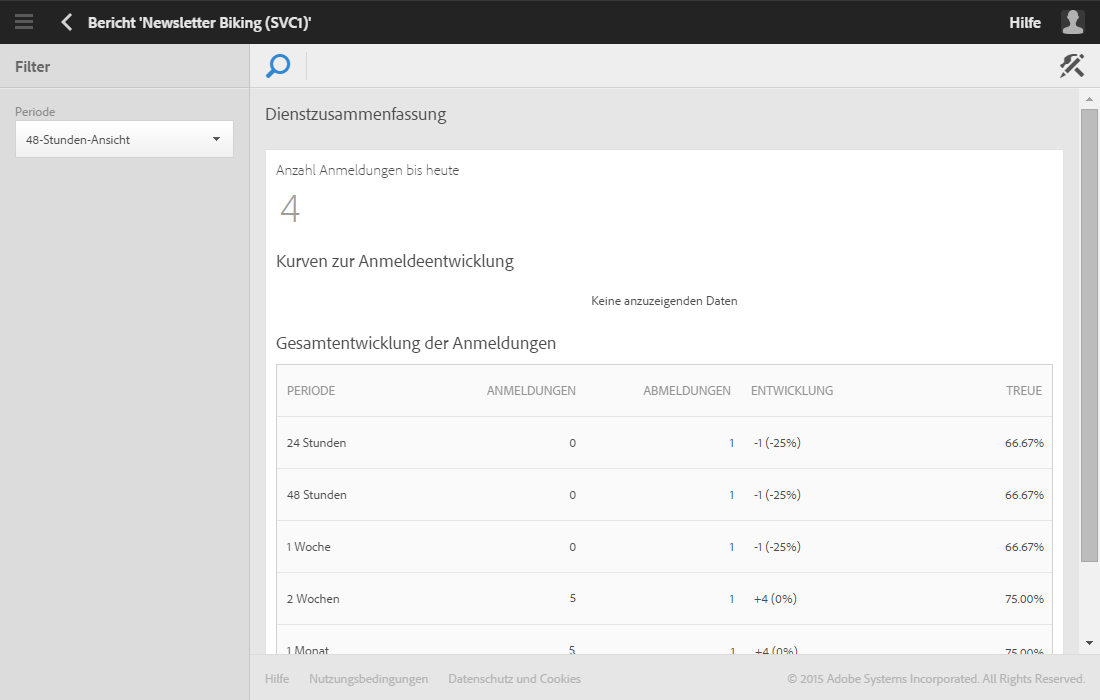 Bericht 'Newsletter Biking (SVC1)' Hilfe
Filter
Periode
48-Stunden-Ansicht
Dienstzusammenfassung
Anzahl Anmeldungen bis heute
4
Kurven zur Anmeldeentwicklung
Keine anzuzeigenden Daten
Gesamtentwicklung der Anmeldungen
PERIODE ANMELDUNGEN ABMELDUNGEN ENTWICKLUNG TREUE
24 Stunden 0 1 -1 (-25%) 66.67%
48 Stunden 0 1 -1 (-25%) 66.67%
1 Woche 0 1 -1 (-25%) 66.67%
2 Wochen 5 1 +4 (0%) 75.00%
1 Monat 5 1 +4 (0%) 75.00%
Hilfe Nutzungsbedingungen Datenschutz und Cookies © 2015 Adobe Systems Incorporated. All Rights Reserved.